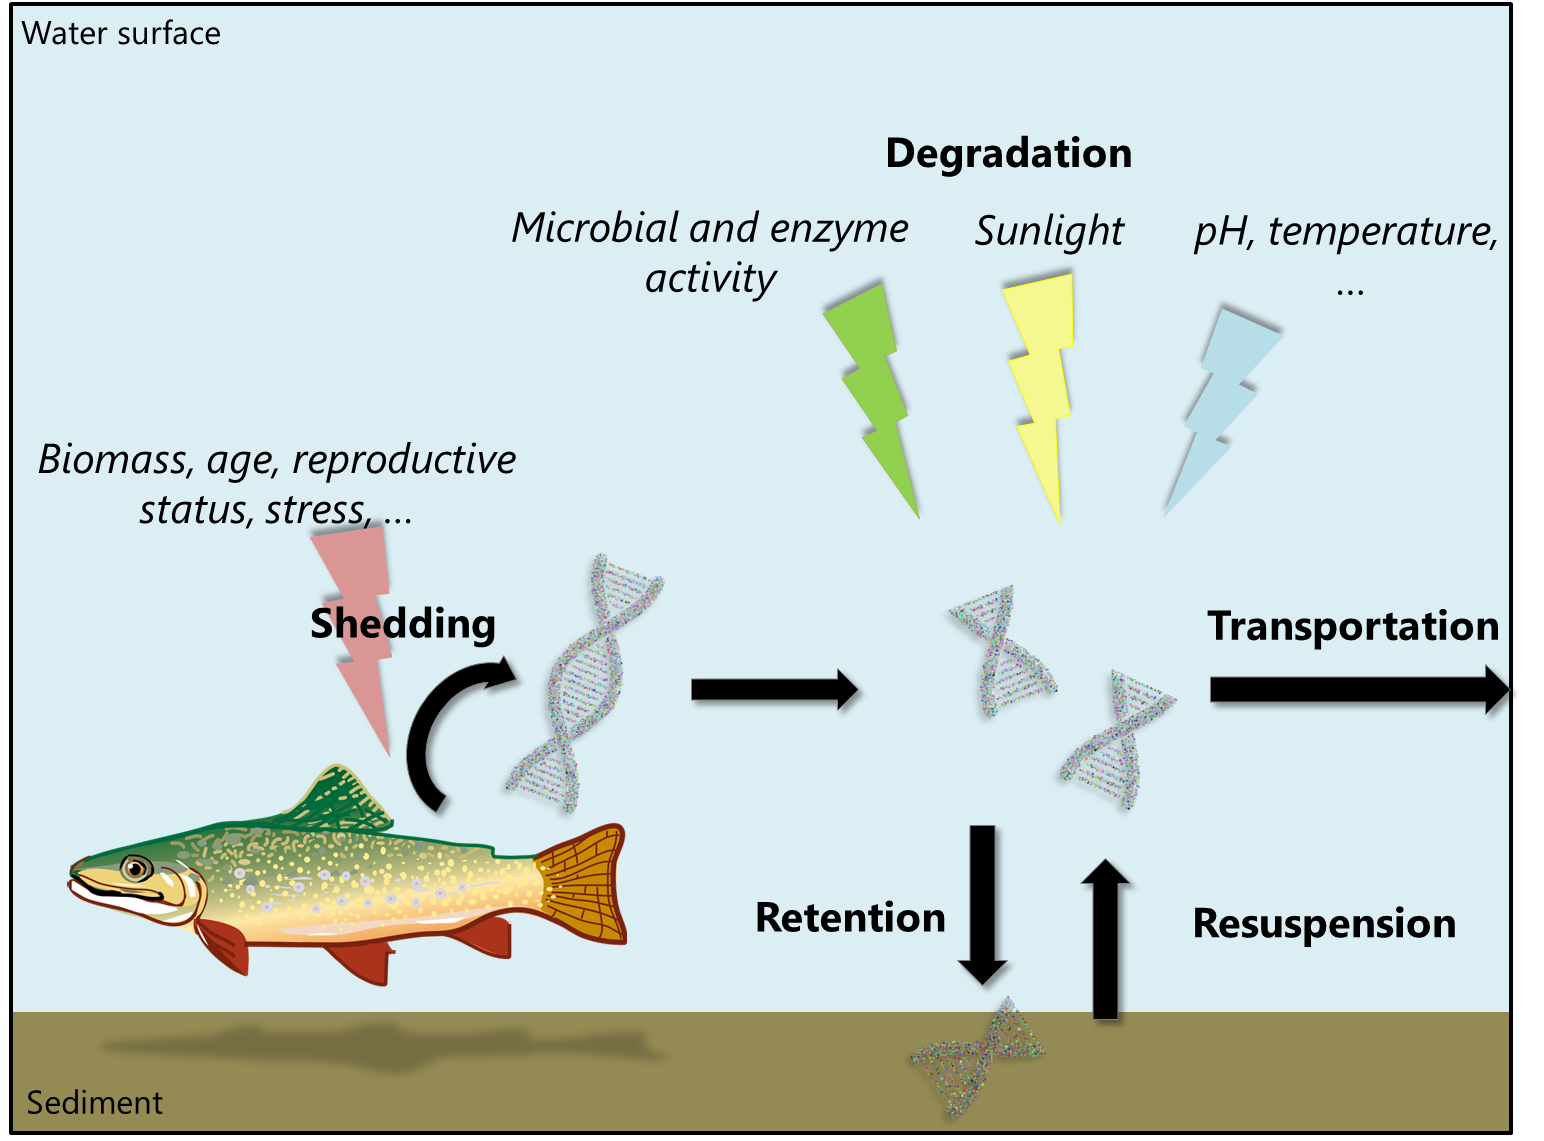 Water surface
Degradation
Microbial and enzyme
activity
Sunlight
pH, temperature,
...
Biomass, age, reproductive
status, stress, ...
Shedding
Transportation
Retention
Resuspension
Sediment